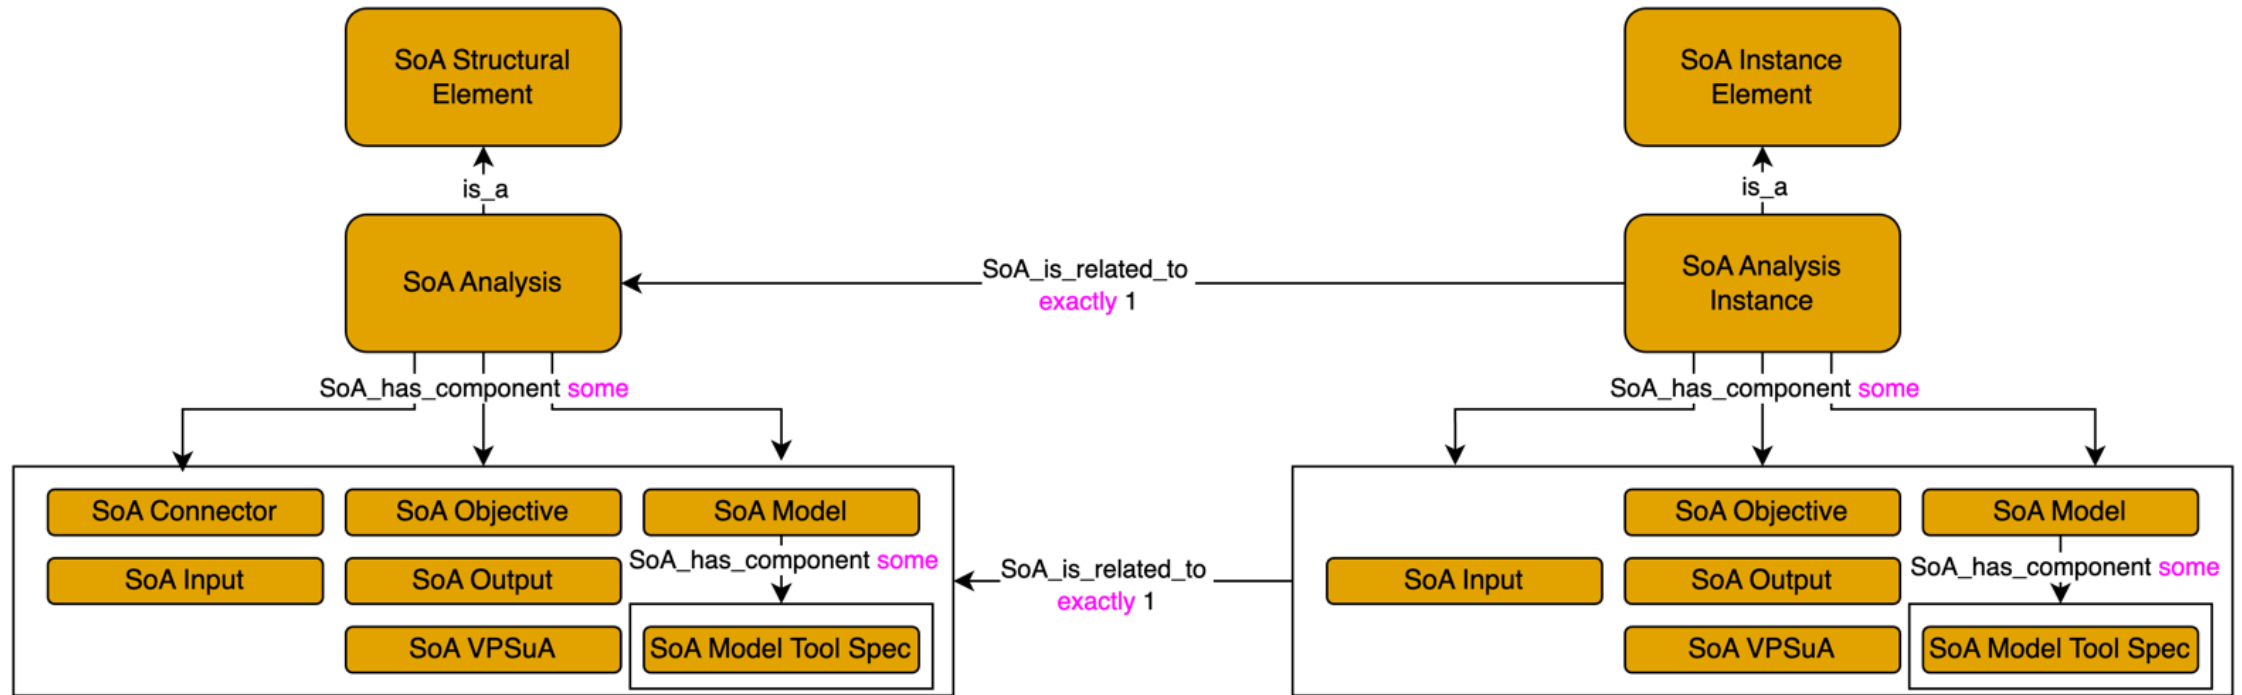 SoA Structural
Element
SoA Instance
Element
is_a
is_a
SoA Analysis
SoA_is_related_to
exactly 1
SoA Analysis
Instance
SoA_has_component some
SoA_has_component some
SoA Connector
SoA Objective
SoA Model
SoA Input
SoA Output
SoA_has_component some
SoA VPSuA
SoA Model Tool Spec
SoA_is_related_to
exactly 1
SoA Objective
SoA Model
SoA Input
SoA Output
SoA_has_component some
SoA VPSuA
SoA Model Tool Spec